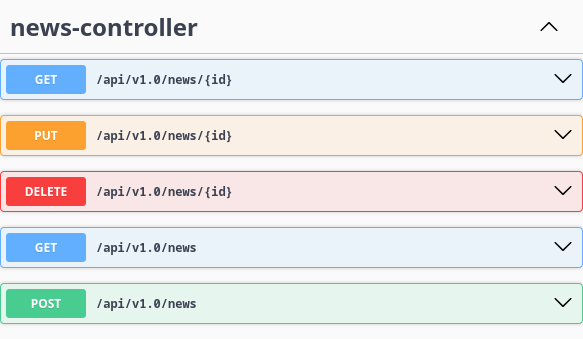 news-controller
GET /api/v1.0/news/{id}
PUT /api/v1.0/news/{id}
DELETE /api/v1.0/news/{id}
GET /api/v1.0/news
POST /api/v1.0/news